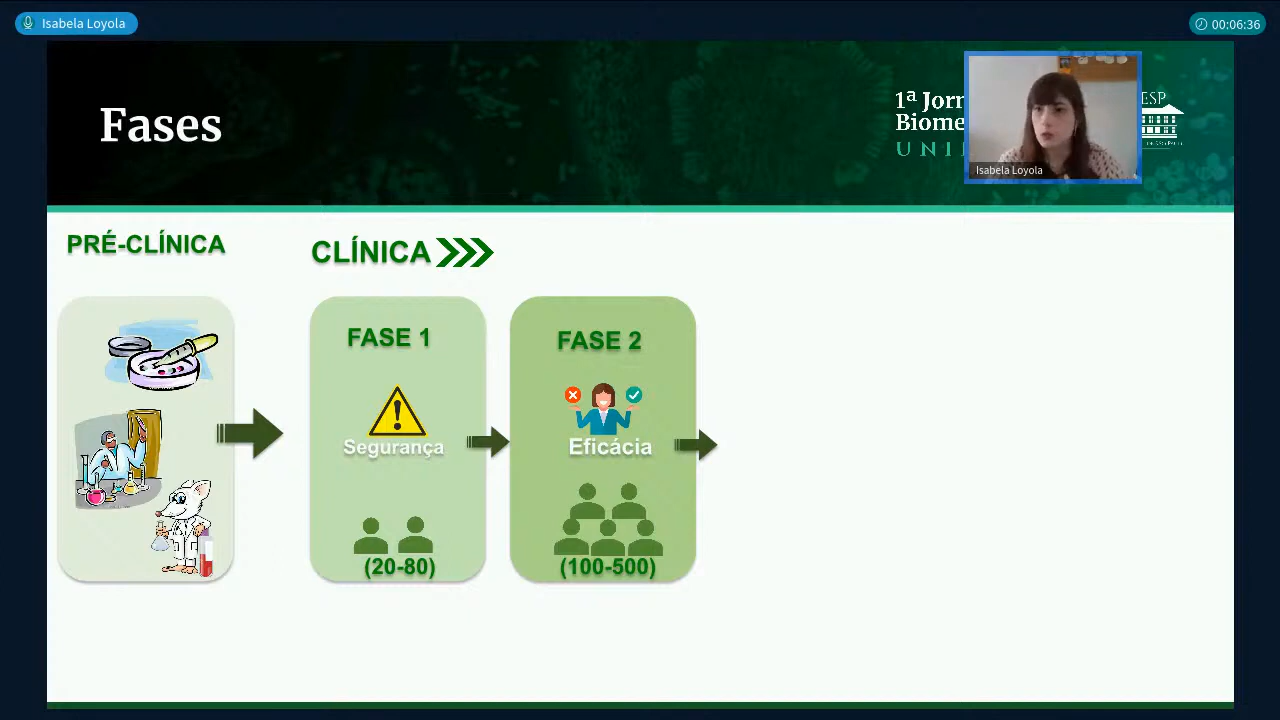 Isabela Loyola
00:06:36
Fases
1ª Jorn
Biome
UNI
ESP
Isabela Loyola
PRÉ-CLÍNICA
CLÍNICA
FASE 1
Segurança
(20-80)
FASE 2
Eficácia
(100-500)